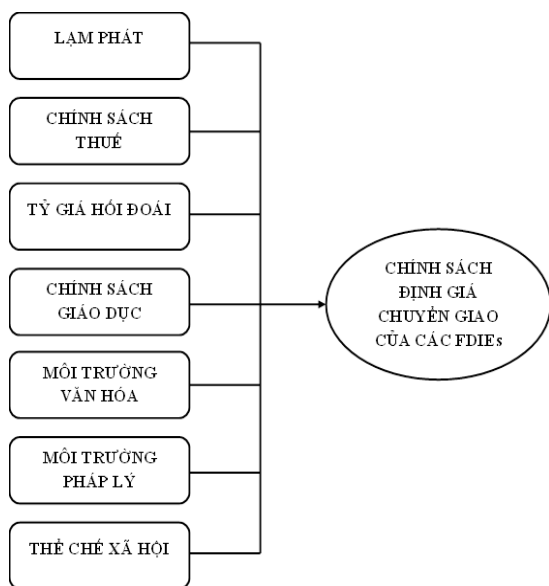 LẠM PHÁT
CHÍNH SÁCH
THUẾ
TỶ GIÁ HỐI ĐOÁI
CHÍNH SÁCH
GIÁO DỤC
MÔI TRƯỜNG
VĂN HÓA
MÔI TRƯỜNG
PHÁP LÝ
THỂ CHẾ XÃ HỘI
CHÍNH SÁCH
ĐỊNH GIÁ
CHUYỂN GIAO
CỦA CÁC FDIEs